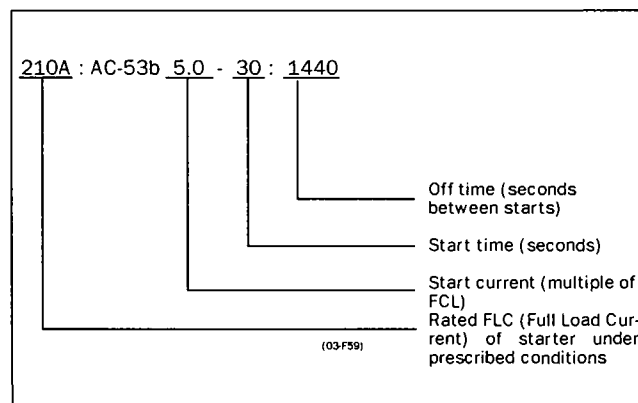 210A : AC-53b 5.0 - 30 : 1440
Off time (seconds
between starts)
Start time (seconds)
Start current (multiple of
FCL)
Rated FLC (Full Load Cur-
rent) of starter under
prescribed conditions
(03-F59)